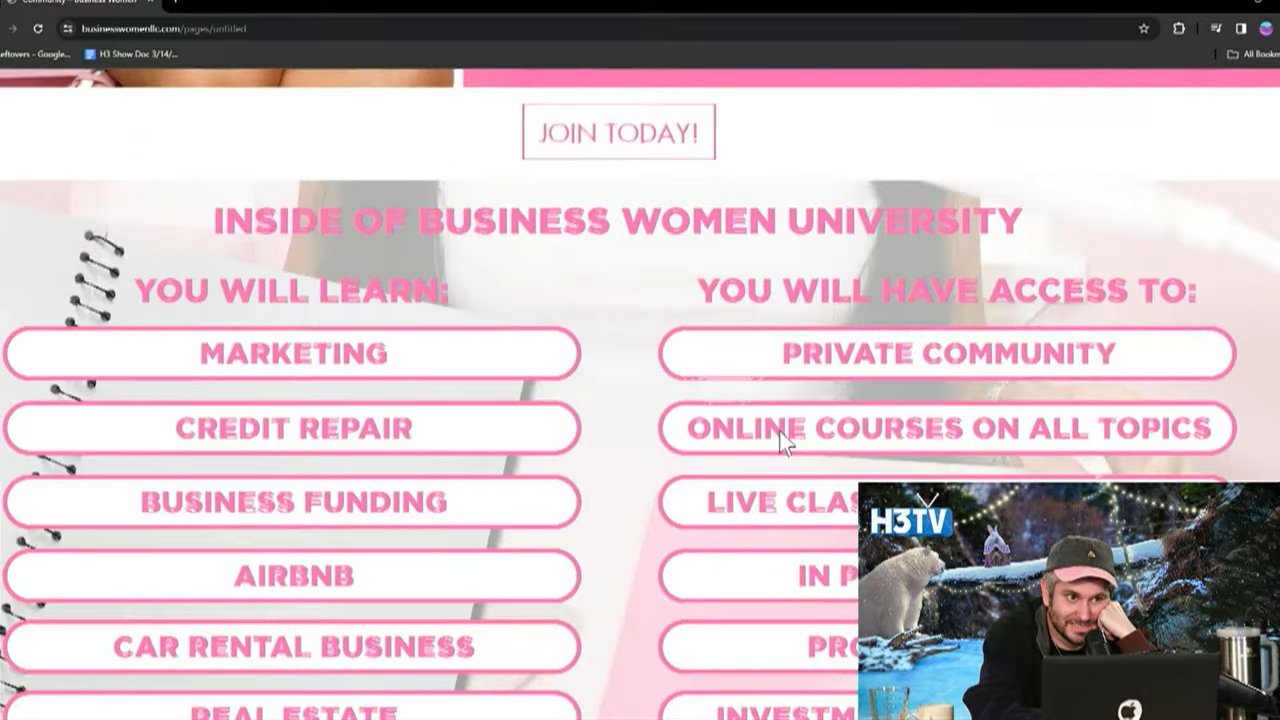 Community – Business Women
businesswomenllc.com/pages/untitled
eftovers - Google...
H3 Show Doc 3/14/...
All Bookm
JOIN TODAY!
INSIDE OF BUSINESS WOMEN UNIVERSITY
YOU WILL LEARN:
MARKETING
CREDIT REPAIR
BUSINESS FUNDING
AIRBNB
CAR RENTAL BUSINESS
REAL ESTATE
YOU WILL HAVE ACCESS TO:
PRIVATE COMMUNITY
ONLINE COURSES ON ALL TOPICS
LIVE CLAS
IN P
PRO
INVESTM
H3TV